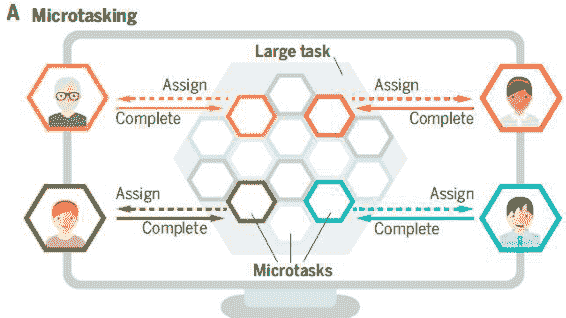 A Microtasking
Large task
Assign
Assign
Complete
Complete
Assign
Assign
Complete
Complete
Microtasks